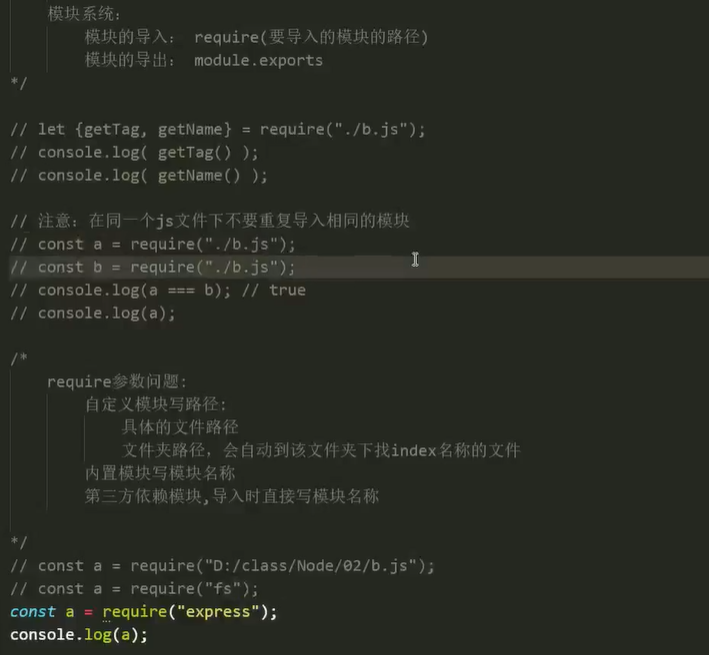 模块系统:
模块的导入: require(要导入的模块的路径)
模块的导出: module.exports
*/
// let {getTag, getName} = require("./b.js");
// console.log( getTag() );
// console.log( getName() );
// 注意: 在同一个js文件下不要重复导入相同的模块
// const a = require("./b.js");
// const b = require("./b.js");
// console.log(a === b); // true
// console.log(a);
/*
require参数问题:
自定义模块写路径:
具体的文件路径
文件夹路径，会自动到该文件夹下找index名称的文件
内置模块写模块名称
第三方依赖模块,导入时直接写模块名称
*/
// const a = require("D:/class/Node/02/b.js");
// const a = require("fs");
const a = require("express");
console.log(a);